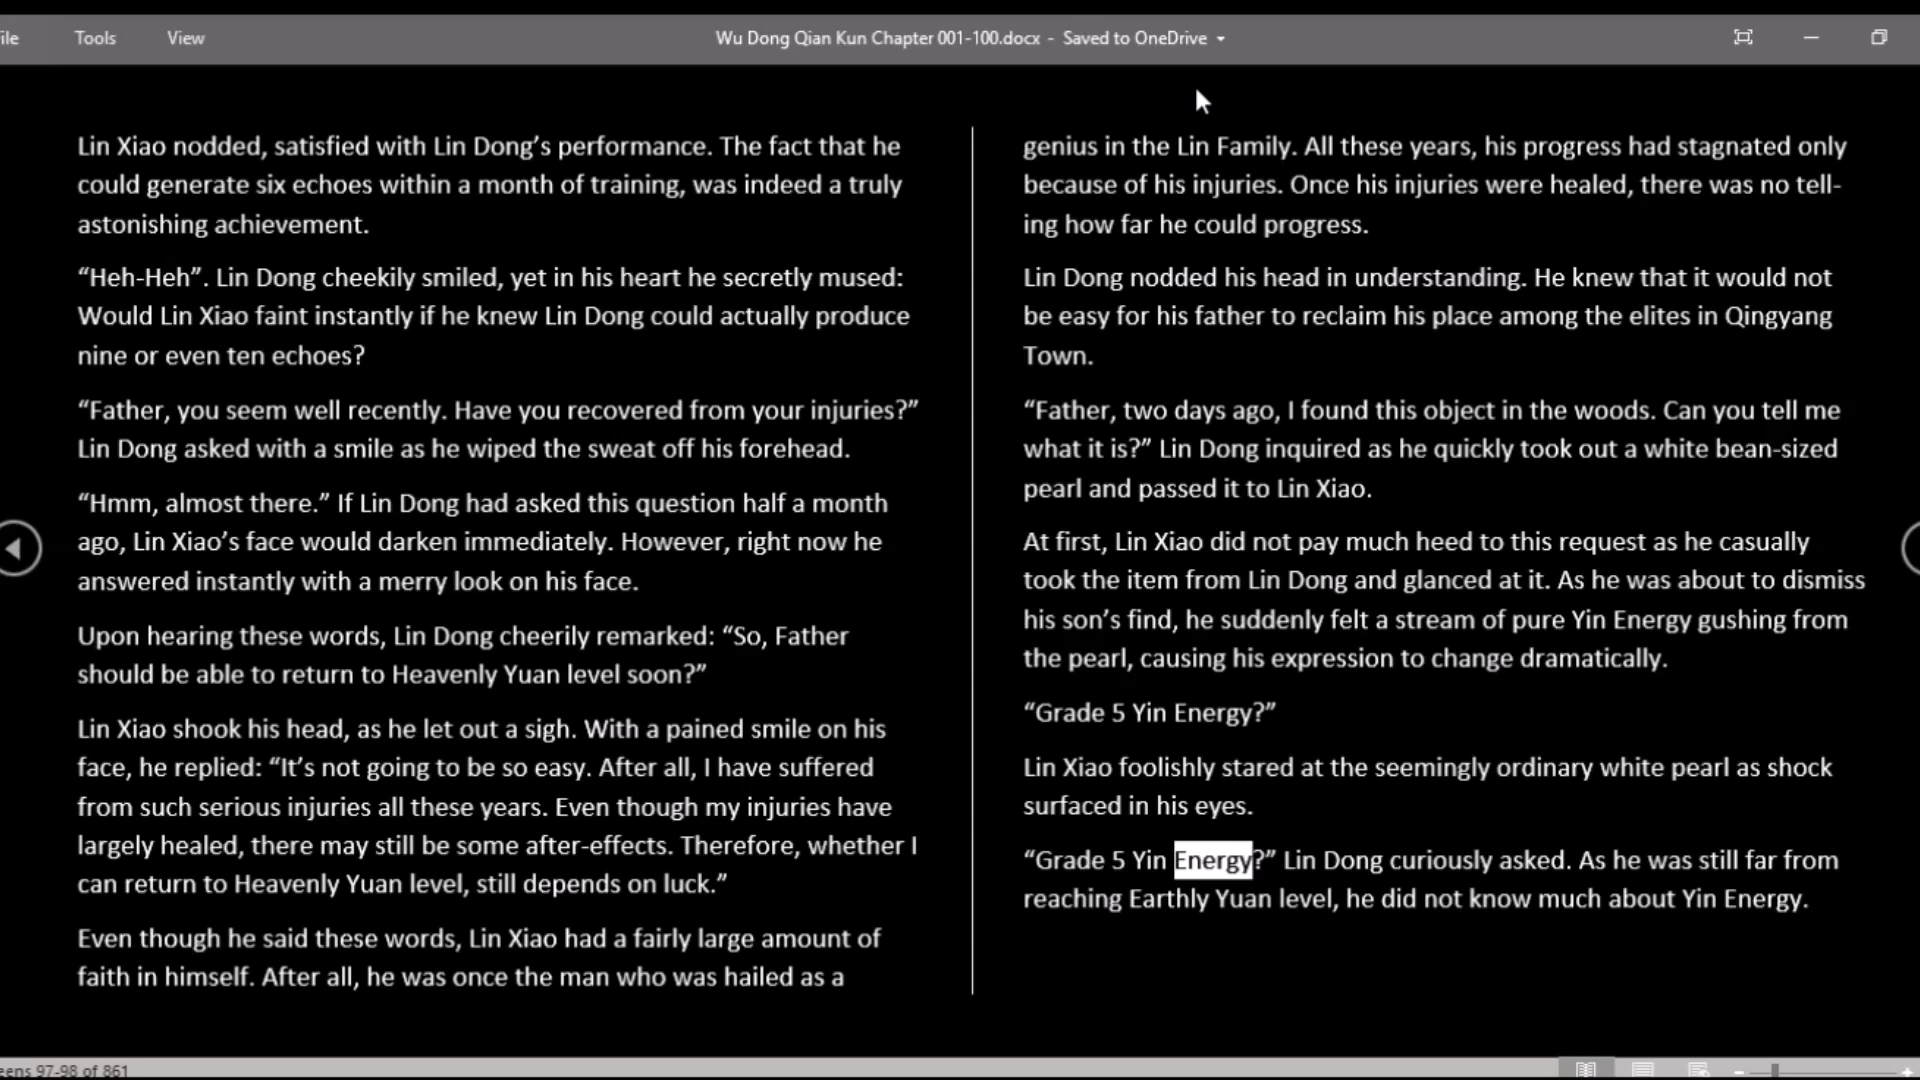 Tools View Wu Dong Qian Kun Chapter 001-100.docx - Saved to OneDrive
Lin Xiao nodded, satisfied with Lin Dong’s performance. The fact that he
could generate six echoes within a month of training, was indeed a truly
astonishing achievement.
“Heh-Heh”. Lin Dong cheekily smiled, yet in his heart he secretly mused:
Would Lin Xiao faint instantly if he knew Lin Dong could actually produce
nine or even ten echoes?
“Father, you seem well recently. Have you recovered from your injuries?”
Lin Dong asked with a smile as he wiped the sweat off his forehead.
“Hmm, almost there.” If Lin Dong had asked this question half a month
ago, Lin Xiao’s face would darken immediately. However, right now he
answered instantly with a merry look on his face.
Upon hearing these words, Lin Dong cheerily remarked: “So, Father
should be able to return to Heavenly Yuan level soon?”
Lin Xiao shook his head, as he let out a sigh. With a pained smile on his
face, he replied: “It’s not going to be so easy. After all, I have suffered
from such serious injuries all these years. Even though my injuries have
largely healed, there may still be some after-effects. Therefore, whether I
can return to Heavenly Yuan level, still depends on luck.”
Even though he said these words, Lin Xiao had a fairly large amount of
faith in himself. After all, he was once the man who was hailed as a
genius in the Lin Family. All these years, his progress had stagnated only
because of his injuries. Once his injuries were healed, there was no tell-
ing how far he could progress.
Lin Dong nodded his head in understanding. He knew that it would not
be easy for his father to reclaim his place among the elites in Qingyang
Town.
“Father, two days ago, I found this object in the woods. Can you tell me
what it is?” Lin Dong inquired as he quickly took out a white bean-sized
pearl and passed it to Lin Xiao.
At first, Lin Xiao did not pay much heed to this request as he casually
took the item from Lin Dong and glanced at it. As he was about to dismiss
his son’s find, he suddenly felt a stream of pure Yin Energy gushing from
the pearl, causing his expression to change dramatically.
“Grade 5 Yin Energy?”
Lin Xiao foolishly stared at the seemingly ordinary white pearl as shock
surfaced in his eyes.
“Grade 5 Yin Energy?” Lin Dong curiously asked. As he was still far from
reaching Earthly Yuan level, he did not know much about Yin Energy.
eens 97-98 of 861